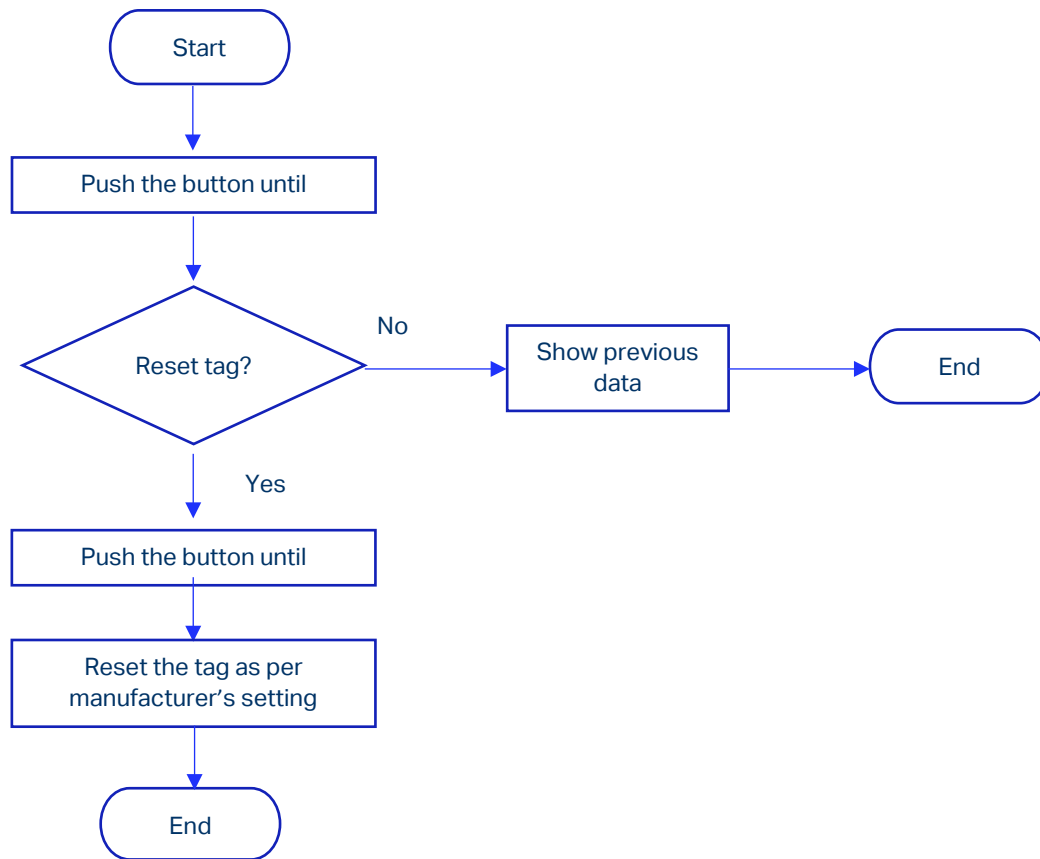 Start
Push the button until
Reset tag?
No
Show previous
data
End
Yes
Push the button until
Reset the tag as per
manufacturer’s setting
End